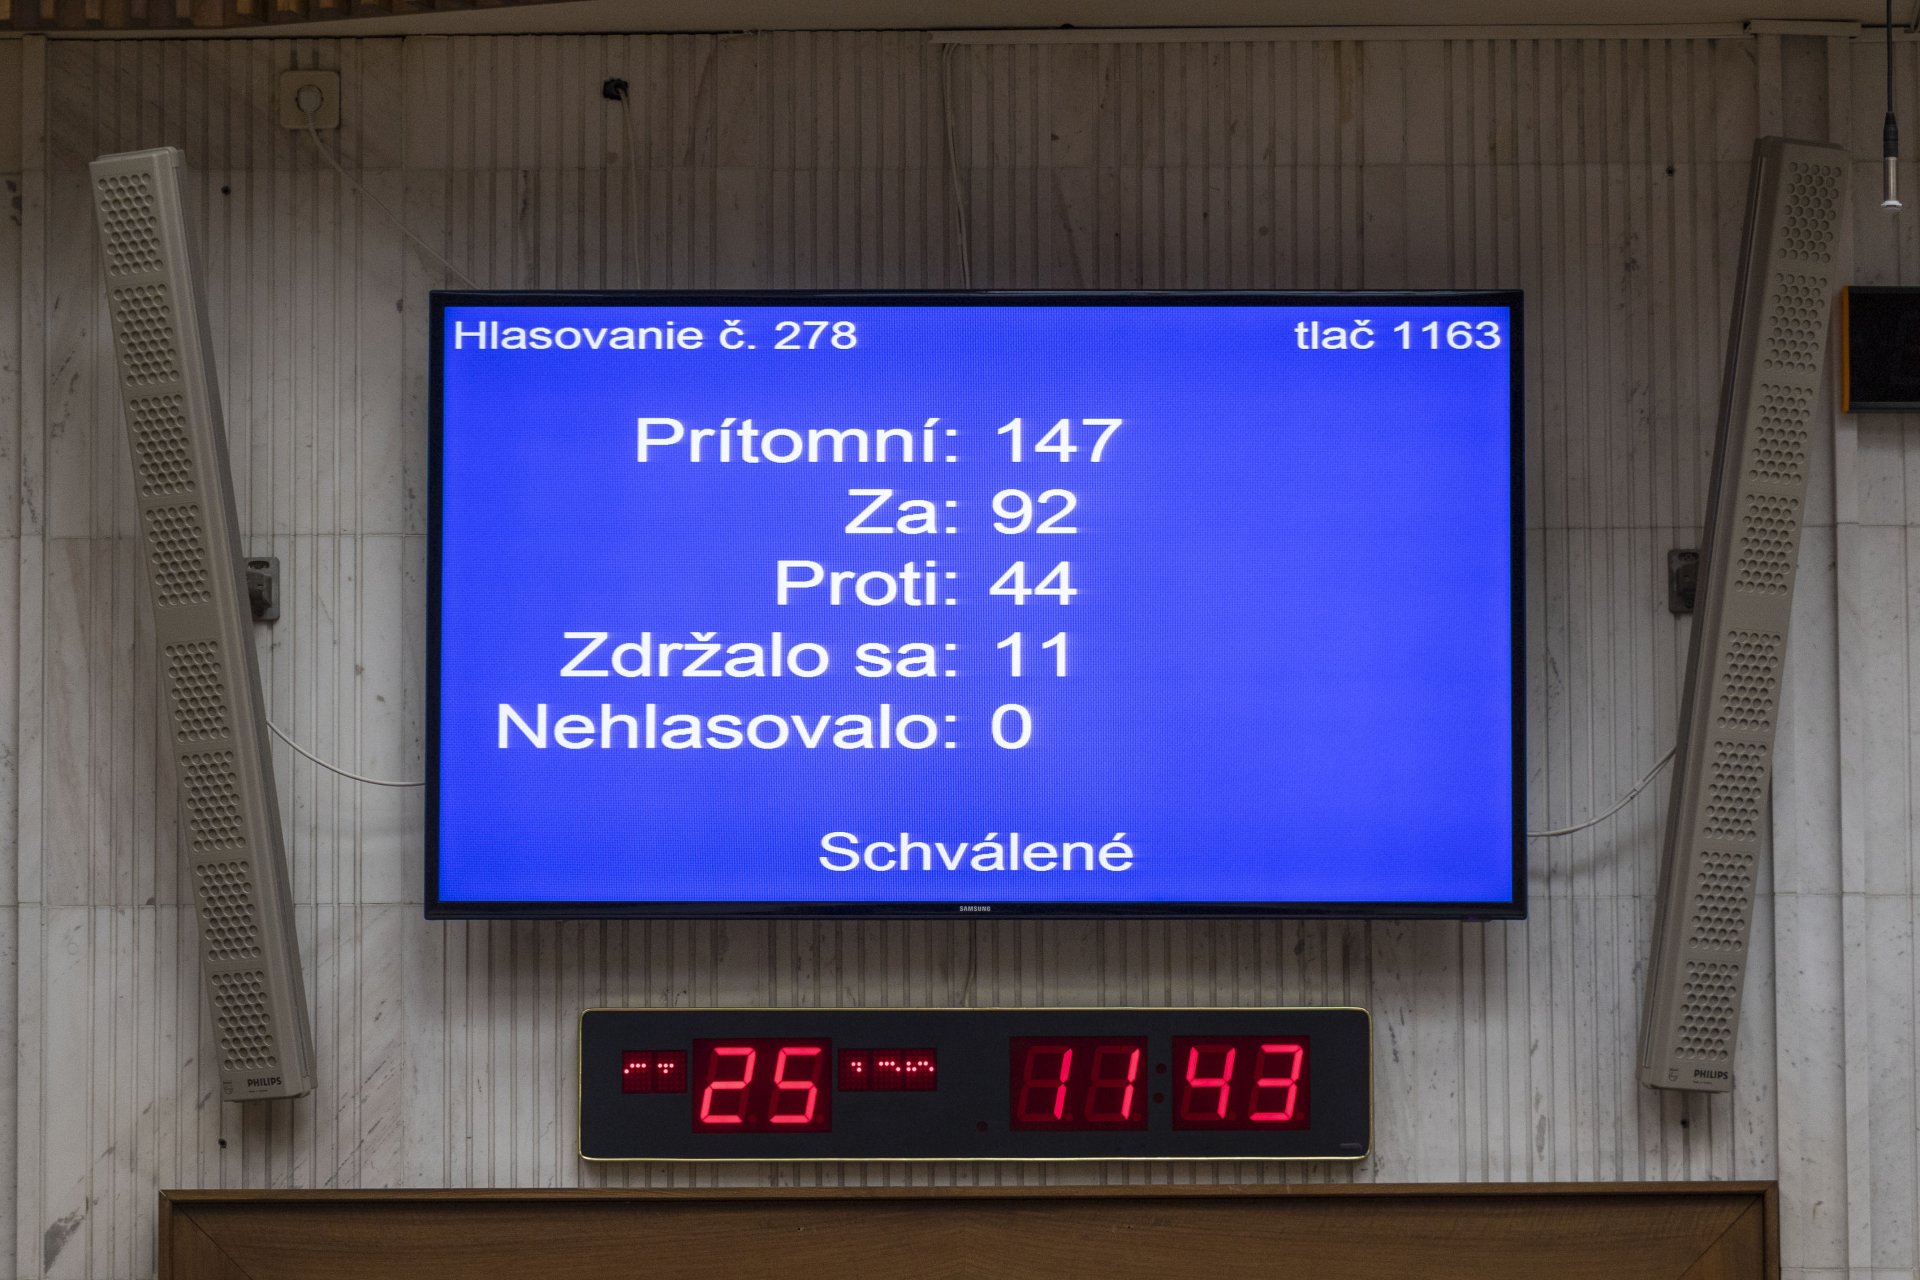 Hlasovanie č. 278 tlač 1163
Prítomní: 147
Za: 92
Proti: 44
Zdržalo sa: 11
Nehlasovalo: 0
Schválené
SAMSUNG
25 11:43
PHILIPS PHILIPS